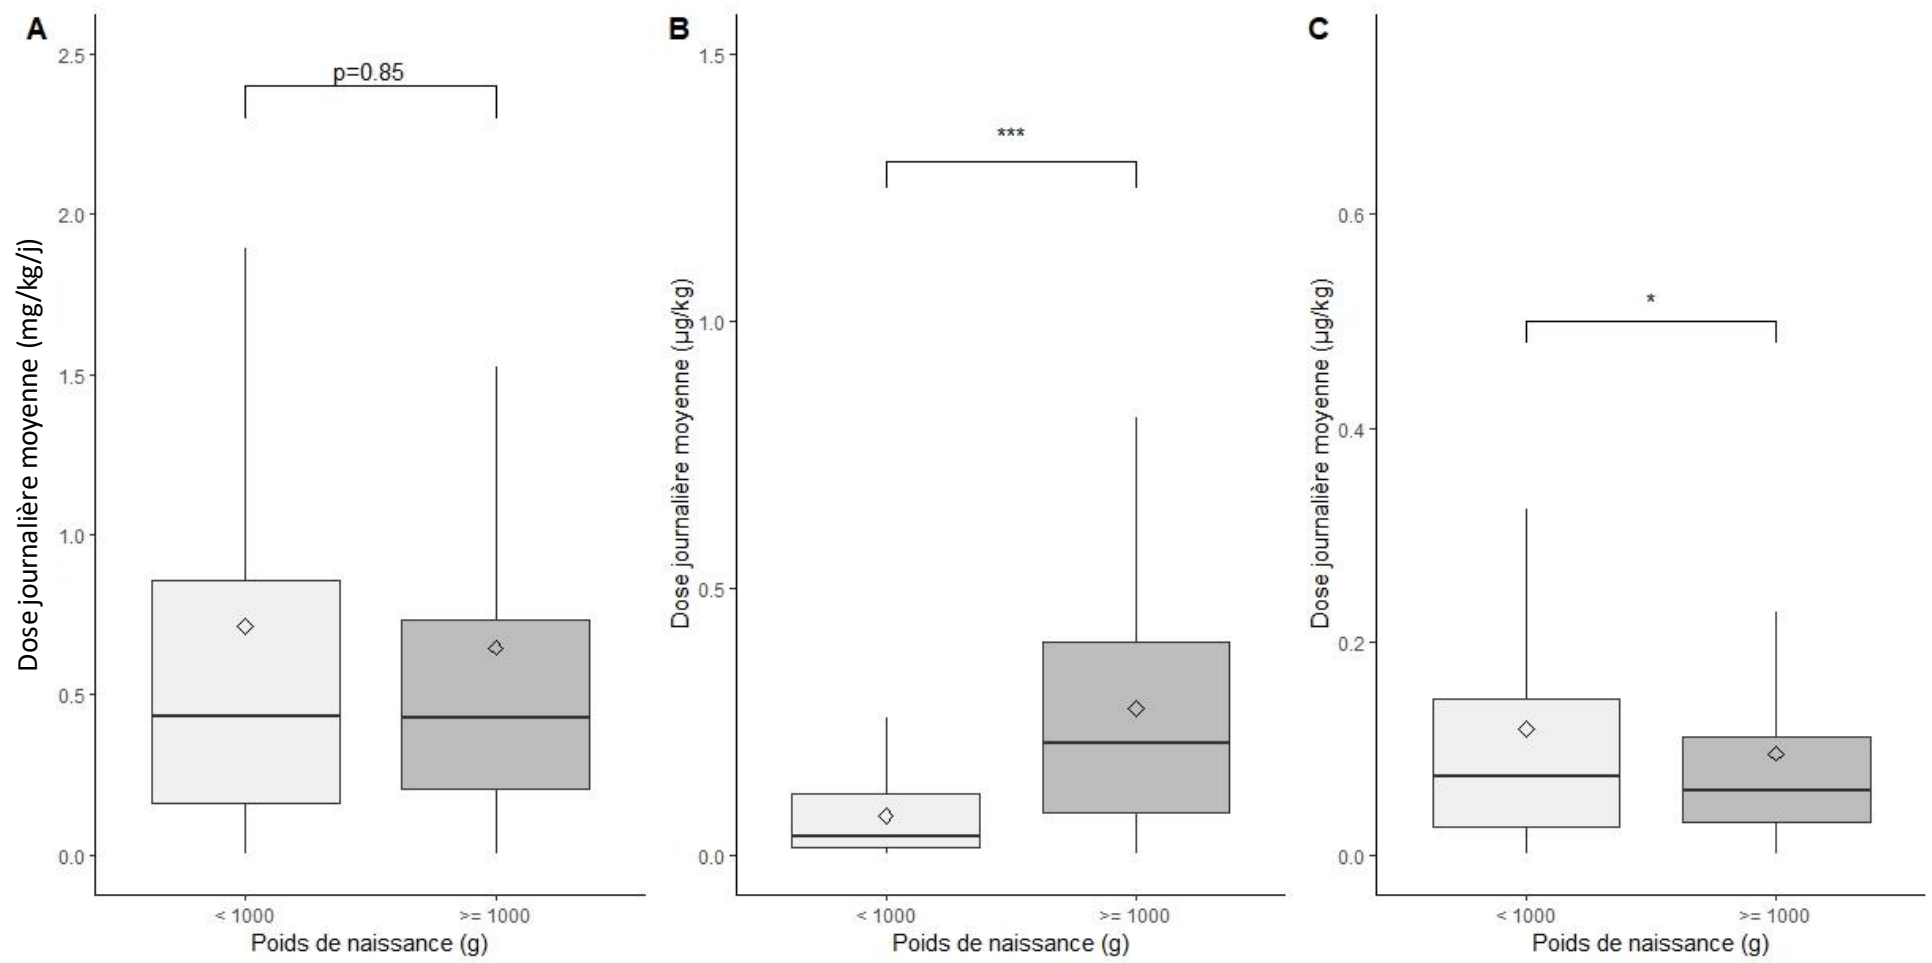 A
Dose journalière moyenne (mg/kg/j)
2.5
2.0
1.5
1.0
0.5
0.0
p=0.85
< 1000
>= 1000
Poids de naissance (g)
B
Dose journalière moyenne (µg/kg)
1.5
1.0
0.5
0.0
***
< 1000
>= 1000
Poids de naissance (g)
C
Dose journalière moyenne (µg/kg)
0.6
0.4
0.2
0.0
*
< 1000
>= 1000
Poids de naissance (g)